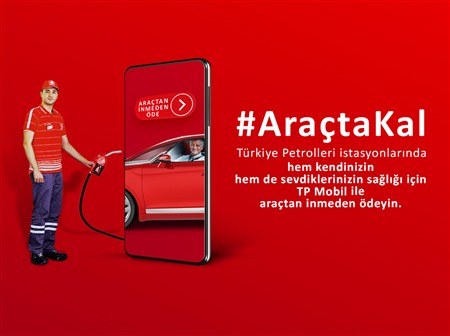 ARAÇTAN
İNMEDEN
ÖDE
#AraçtaKal
Türkiye Petrolleri istasyonlarında
hem kendinizin
hem de sevdiklerinizin sağlığı için
TP Mobil ile
araçtan inmeden ödeyin.